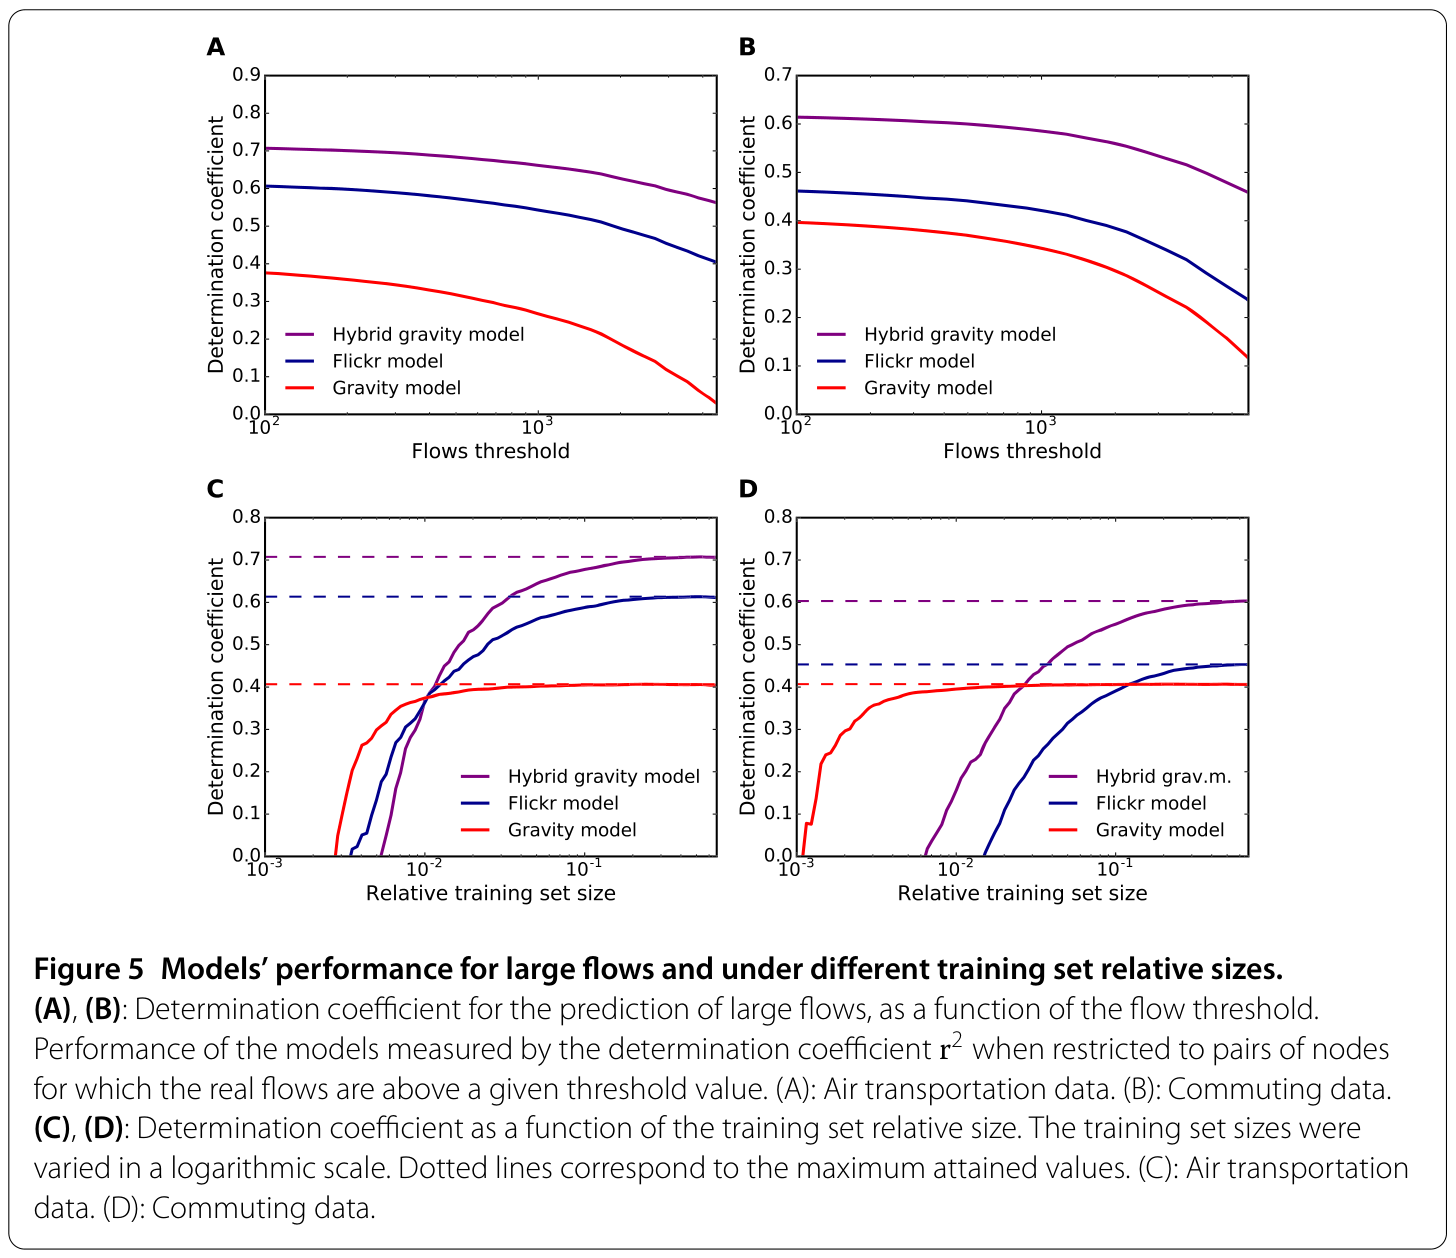 A
0.9
0.8
0.7
0.6
0.5
0.4
0.3
0.2
0.1
0.0
Determination coefficient
Hybrid gravity model
Flickr model
Gravity model
10² 10³
Flows threshold
B
0.7
0.6
0.5
0.4
0.3
0.2
0.1
0.0
Determination coefficient
Hybrid gravity model
Flickr model
Gravity model
10² 10³
Flows threshold
C
0.8
0.7
0.6
0.5
0.4
0.3
0.2
0.1
0.0
Determination coefficient
Hybrid gravity model
Flickr model
Gravity model
10⁻³ 10⁻² 10⁻¹
Relative training set size
D
0.8
0.7
0.6
0.5
0.4
0.3
0.2
0.1
0.0
Determination coefficient
Hybrid grav.m.
Flickr model
Gravity model
10⁻³ 10⁻² 10⁻¹
Relative training set size
Figure 5 Models’ performance for large flows and under different training set relative sizes.
(A), (B): Determination coefficient for the prediction of large flows, as a function of the flow threshold.
Performance of the models measured by the determination coefficient r² when restricted to pairs of nodes
for which the real flows are above a given threshold value. (A): Air transportation data. (B): Commuting data.
(C), (D): Determination coefficient as a function of the training set relative size. The training set sizes were
varied in a logarithmic scale. Dotted lines correspond to the maximum attained values. (C): Air transportation
data. (D): Commuting data.